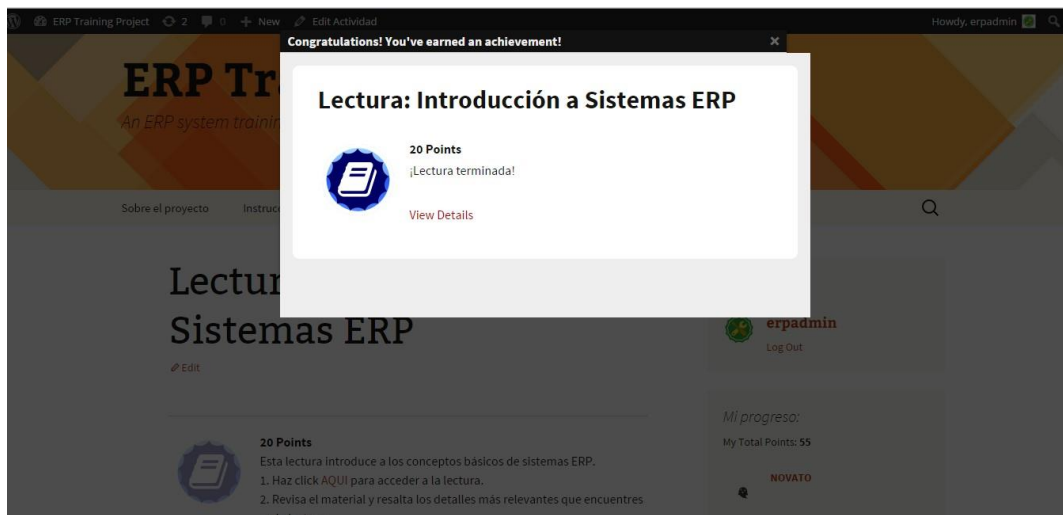 ERP Training Project 2 0 + New Edit Actividad Howdy, erpadmin
Congratulations! You've earned an achievement! ×
ERP Tr
An ERP system trainin
Lectura: Introducción a Sistemas ERP
20 Points
¡Lectura terminada!
View Details
Sobre el proyecto Instruc
Lectur
Sistemas ERP
Edit
erpadmin
Log Out
20 Points
Esta lectura introduce a los conceptos básicos de sistemas ERP.
1. Haz click AQUI para acceder a la lectura.
2. Revisa el material y resalta los detalles más relevantes que encuentres
Mi progreso:
My Total Points: 55
NOVATO